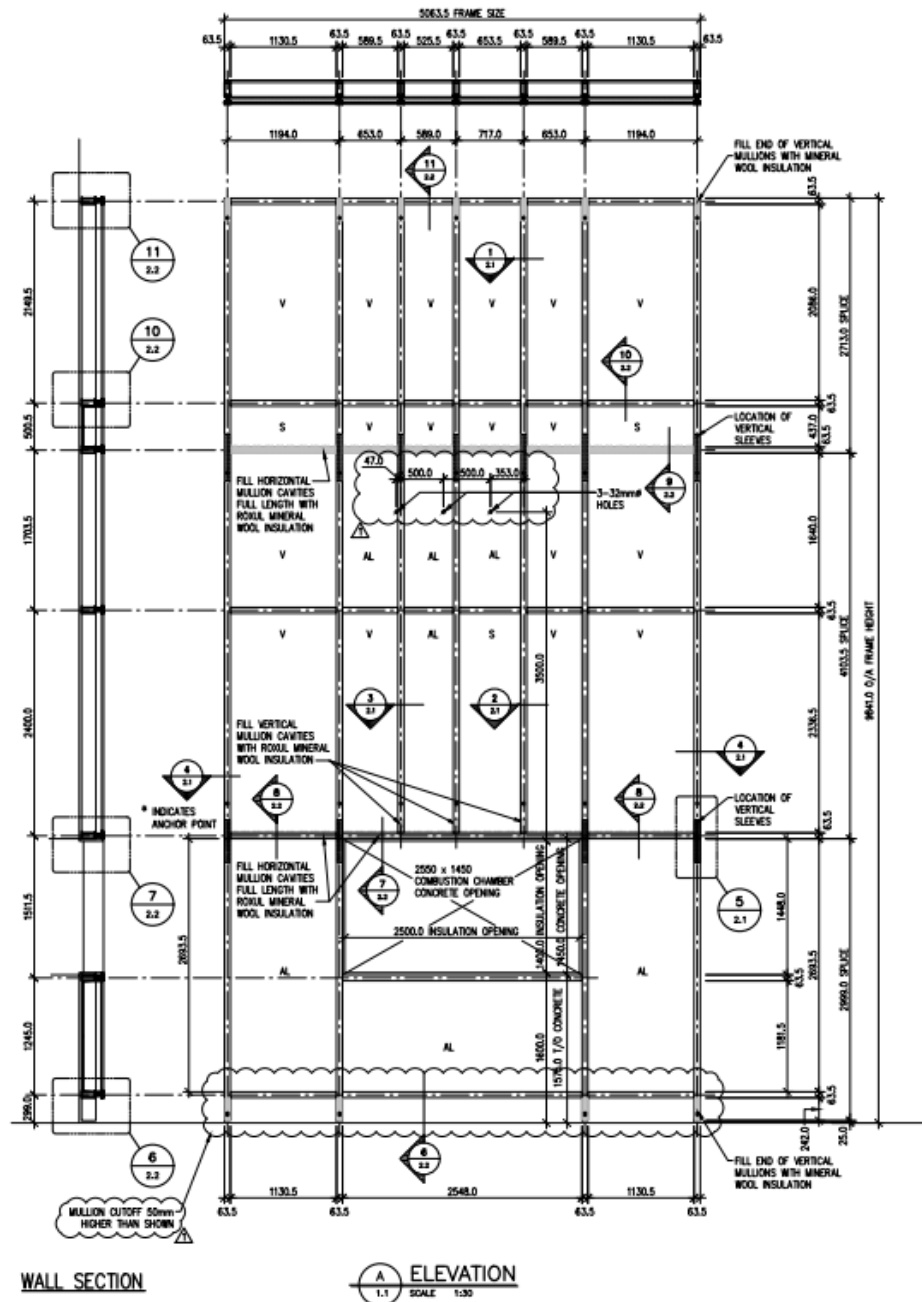 5063.5 FRAME SIZE
63.5 1130.5 63.5 589.5 63.5 525.5 63.5 653.5 63.5 589.5 63.5 1130.5 63.5
1194.0 653.0 589.0 717.0 653.0 1194.0
FILL END OF VERTICAL
MULLIONS WITH MINERAL
WOOL INSULATION
11
2.2
63.5
11
2.2
1
2.1
2149.5
V V V V V V
2086.0
2713.0 SPLICE
10
2.2
10
2.2
63.5
500.5
S V V V V S
437.0
LOCATION OF
VERTICAL
SLEEVES
63.5
47.0
500.0 500.0 353.0
9
2.2
FILL HORIZONTAL
MULLION CAVITIES
FULL LENGTH WITH
ROXUL MINERAL
WOOL INSULATION
3-32mmø
HOLES
1
1703.5
1640.0
V AL AL AL V V
63.5
V V AL S V V
4103.5 SPLICE
9841.0 O/A FRAME HEIGHT
3500.0
2400.0
2336.5
3
2.1
2
2.1
FILL VERTICAL
MULLION CAVITIES
WITH ROXUL MINERAL
WOOL INSULATION
4
2.1
4
2.1
8
2.2
8
2.2
* INDICATES
ANCHOR POINT
LOCATION OF
VERTICAL
SLEEVES
63.5
7
2.2
FILL HORIZONTAL
MULLION CAVITIES
FULL LENGTH WITH
ROXUL MINERAL
WOOL INSULATION
7
2.2
2550 x 1450
COMBUSTION CHAMBER
CONCRETE OPENING
2500.0 INSULATION OPENING
1400.0 INSULATION OPENING
1450.0 CONCRETE OPENING
5
2.1
1511.5
2693.5
1448.0
AL AL
63.5
2693.5
2999.0 SPLICE
1245.0
AL
1600.0
1575.0 T/O CONCRETE
1181.5
63.5
299.0
242.0
25.0
6
2.2
6
2.2
FILL END OF VERTICAL
MULLIONS WITH MINERAL
WOOL INSULATION
63.5 1130.5 63.5 2548.0 63.5 1130.5 63.5
MULLION CUTOFF 50mm
HIGHER THAN SHOWN
1
WALL SECTION
A
1.1
ELEVATION
SCALE 1:30